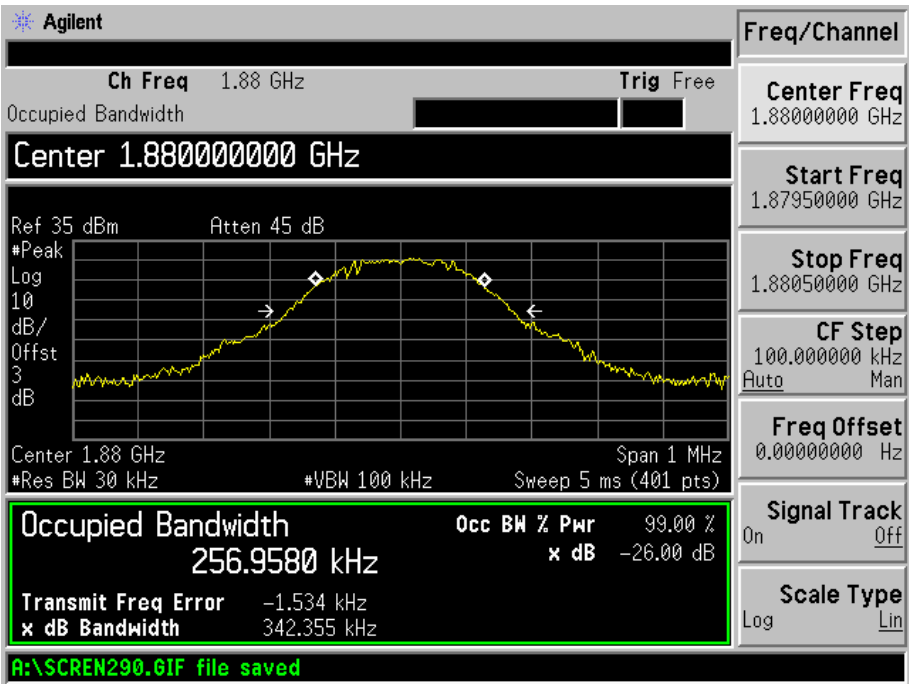 Agilent
Ch Freq 1.88 GHz Trig Free
Occupied Bandwidth
Center 1.880000000 GHz
Ref 35 dBm Atten 45 dB
#Peak
Log
10
dB/
Offst
3
dB
Center 1.88 GHz Span 1 MHz
#Res BW 30 kHz #VBW 100 kHz Sweep 5 ms (401 pts)
Occupied Bandwidth Occ BW % Pwr 99.00 %
256.9580 kHz x dB -26.00 dB
Transmit Freq Error -1.534 kHz
x dB Bandwidth 342.355 kHz
A:\SCREN290.GIF file saved
Freq/Channel
Center Freq
1.88000000 GHz
Start Freq
1.87950000 GHz
Stop Freq
1.88050000 GHz
CF Step
100.000000 kHz
Auto Man
Freq Offset
0.00000000 Hz
Signal Track
On Off
Scale Type
Log Lin